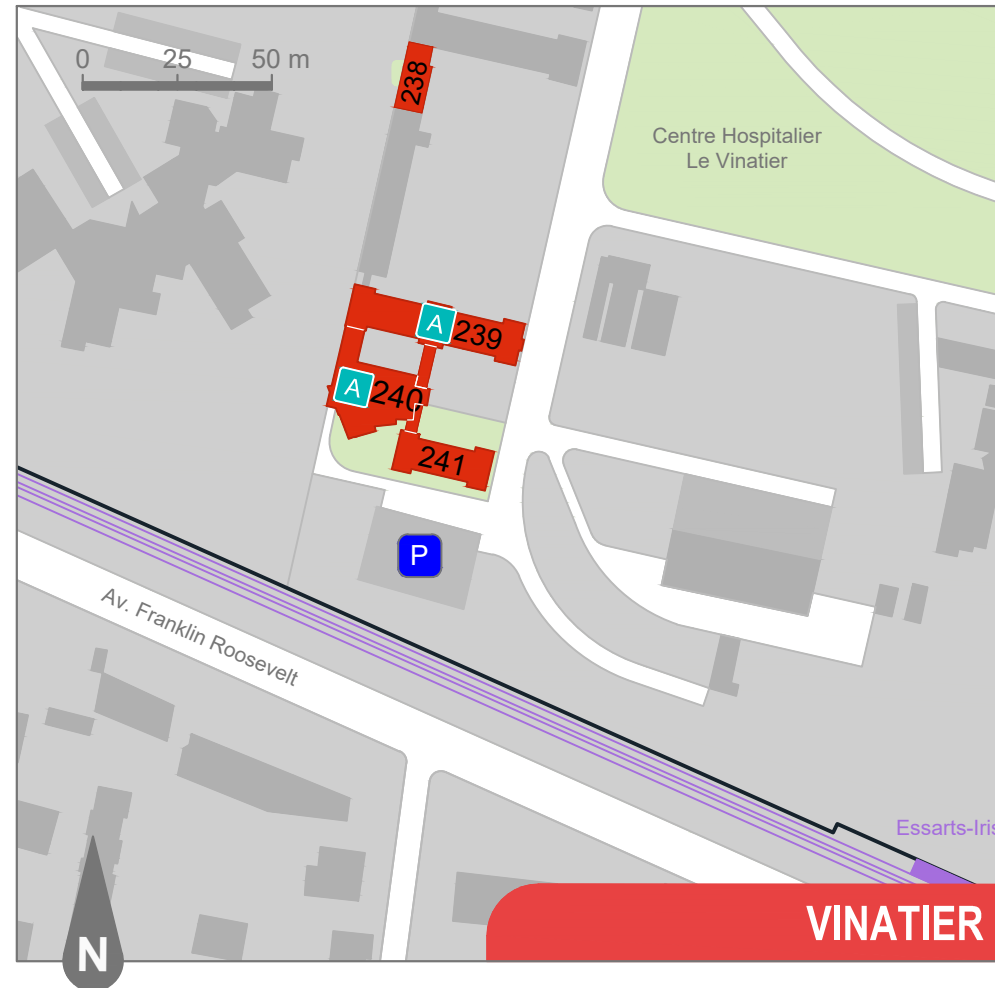 0 25 50 m
238
Centre Hospitalier
Le Vinatier
A 239
A 240
241
P
Av. Franklin Roosevelt
Essarts-Iris
VINATIER
N